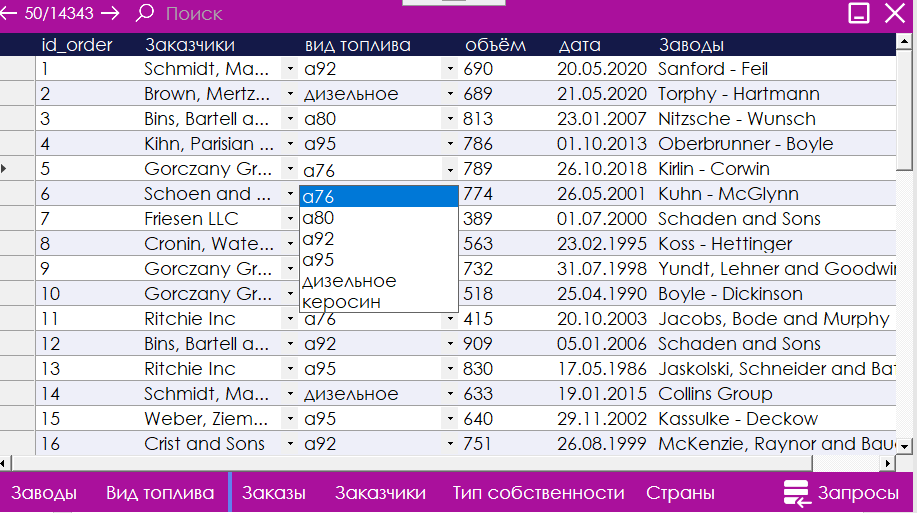 50/14343 Поиск
id_order Заказчики вид топлива объём дата Заводы
1 Schmidt, Ma... a92 690 20.05.2020 Sanford - Feil
2 Brown, Mertz... дизельное 689 21.05.2020 Torphy - Hartmann
3 Bins, Bartell a... a80 813 23.01.2007 Nitzsche - Wunsch
4 Kihn, Parisian ... a95 786 01.10.2013 Oberbrunner - Boyle
5 Gorczany Gr... a76 789 26.10.2018 Kirlin - Corwin
6 Schoen and ... a76 774 26.05.2001 Kuhn - McGlynn
7 Friesen LLC a80 389 01.07.2000 Schaden and Sons
8 Cronin, Wate... a92 563 23.02.1995 Koss - Hettinger
9 Gorczany Gr... a95 732 31.07.1998 Yundt, Lehner and Goodwin
10 Gorczany Gr... дизельное 518 25.04.1990 Boyle - Dickinson
керосин
11 Ritchie Inc a76 415 20.10.2003 Jacobs, Bode and Murphy
12 Bins, Bartell a... a92 909 05.01.2006 Schaden and Sons
13 Ritchie Inc a95 830 17.05.1986 Jaskolski, Schneider and Bat
14 Schmidt, Ma... дизельное 633 19.01.2015 Collins Group
15 Weber, Ziem... a95 640 29.11.2002 Kassulke - Deckow
16 Crist and Sons a92 751 26.08.1999 McKenzie, Raynor and Bauc
Заводы Вид топлива Заказы Заказчики Тип собственности Страны Запросы